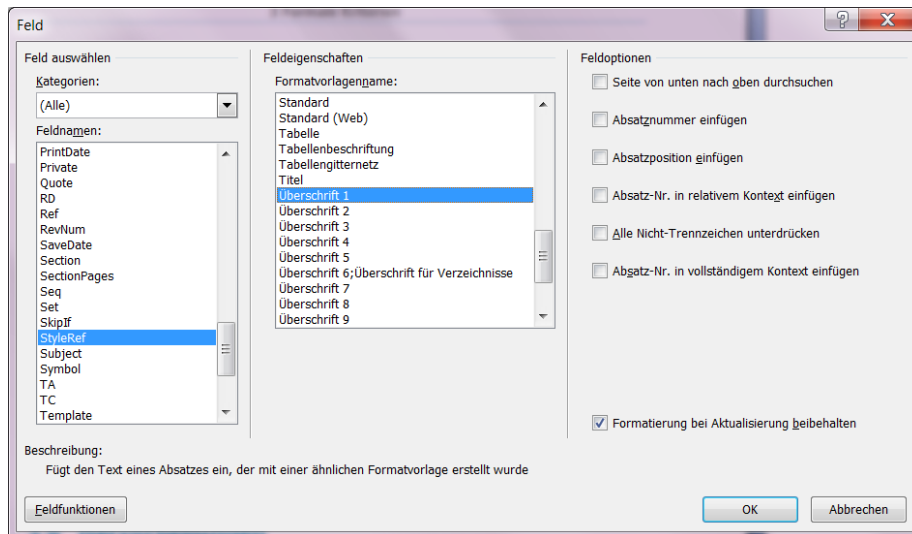 Feld
Feld auswählen
Kategorien:
(Alle)
Feldnamen:
PrintDate
Private
Quote
RD
Ref
RevNum
SaveDate
Section
SectionPages
Seq
Set
SkipIf
StyleRef
Subject
Symbol
TA
TC
Template
Feldeigenschaften
Formatvorlagenname:
Standard
Standard (Web)
Tabelle
Tabellenbeschriftung
Tabellengitternetz
Titel
Überschrift 1
Überschrift 2
Überschrift 3
Überschrift 4
Überschrift 5
Überschrift 6;Überschrift für Verzeichnisse
Überschrift 7
Überschrift 8
Überschrift 9
Feldoptionen
Seite von unten nach oben durchsuchen
Absatznummer einfügen
Absatzposition einfügen
Absatz-Nr. in relativem Kontext einfügen
Alle Nicht-Trennzeichen unterdrücken
Absatz-Nr. in vollständigem Kontext einfügen
Formatierung bei Aktualisierung beibehalten
Beschreibung:
Fügt den Text eines Absatzes ein, der mit einer ähnlichen Formatvorlage erstellt wurde
Feldfunktionen
OK
Abbrechen